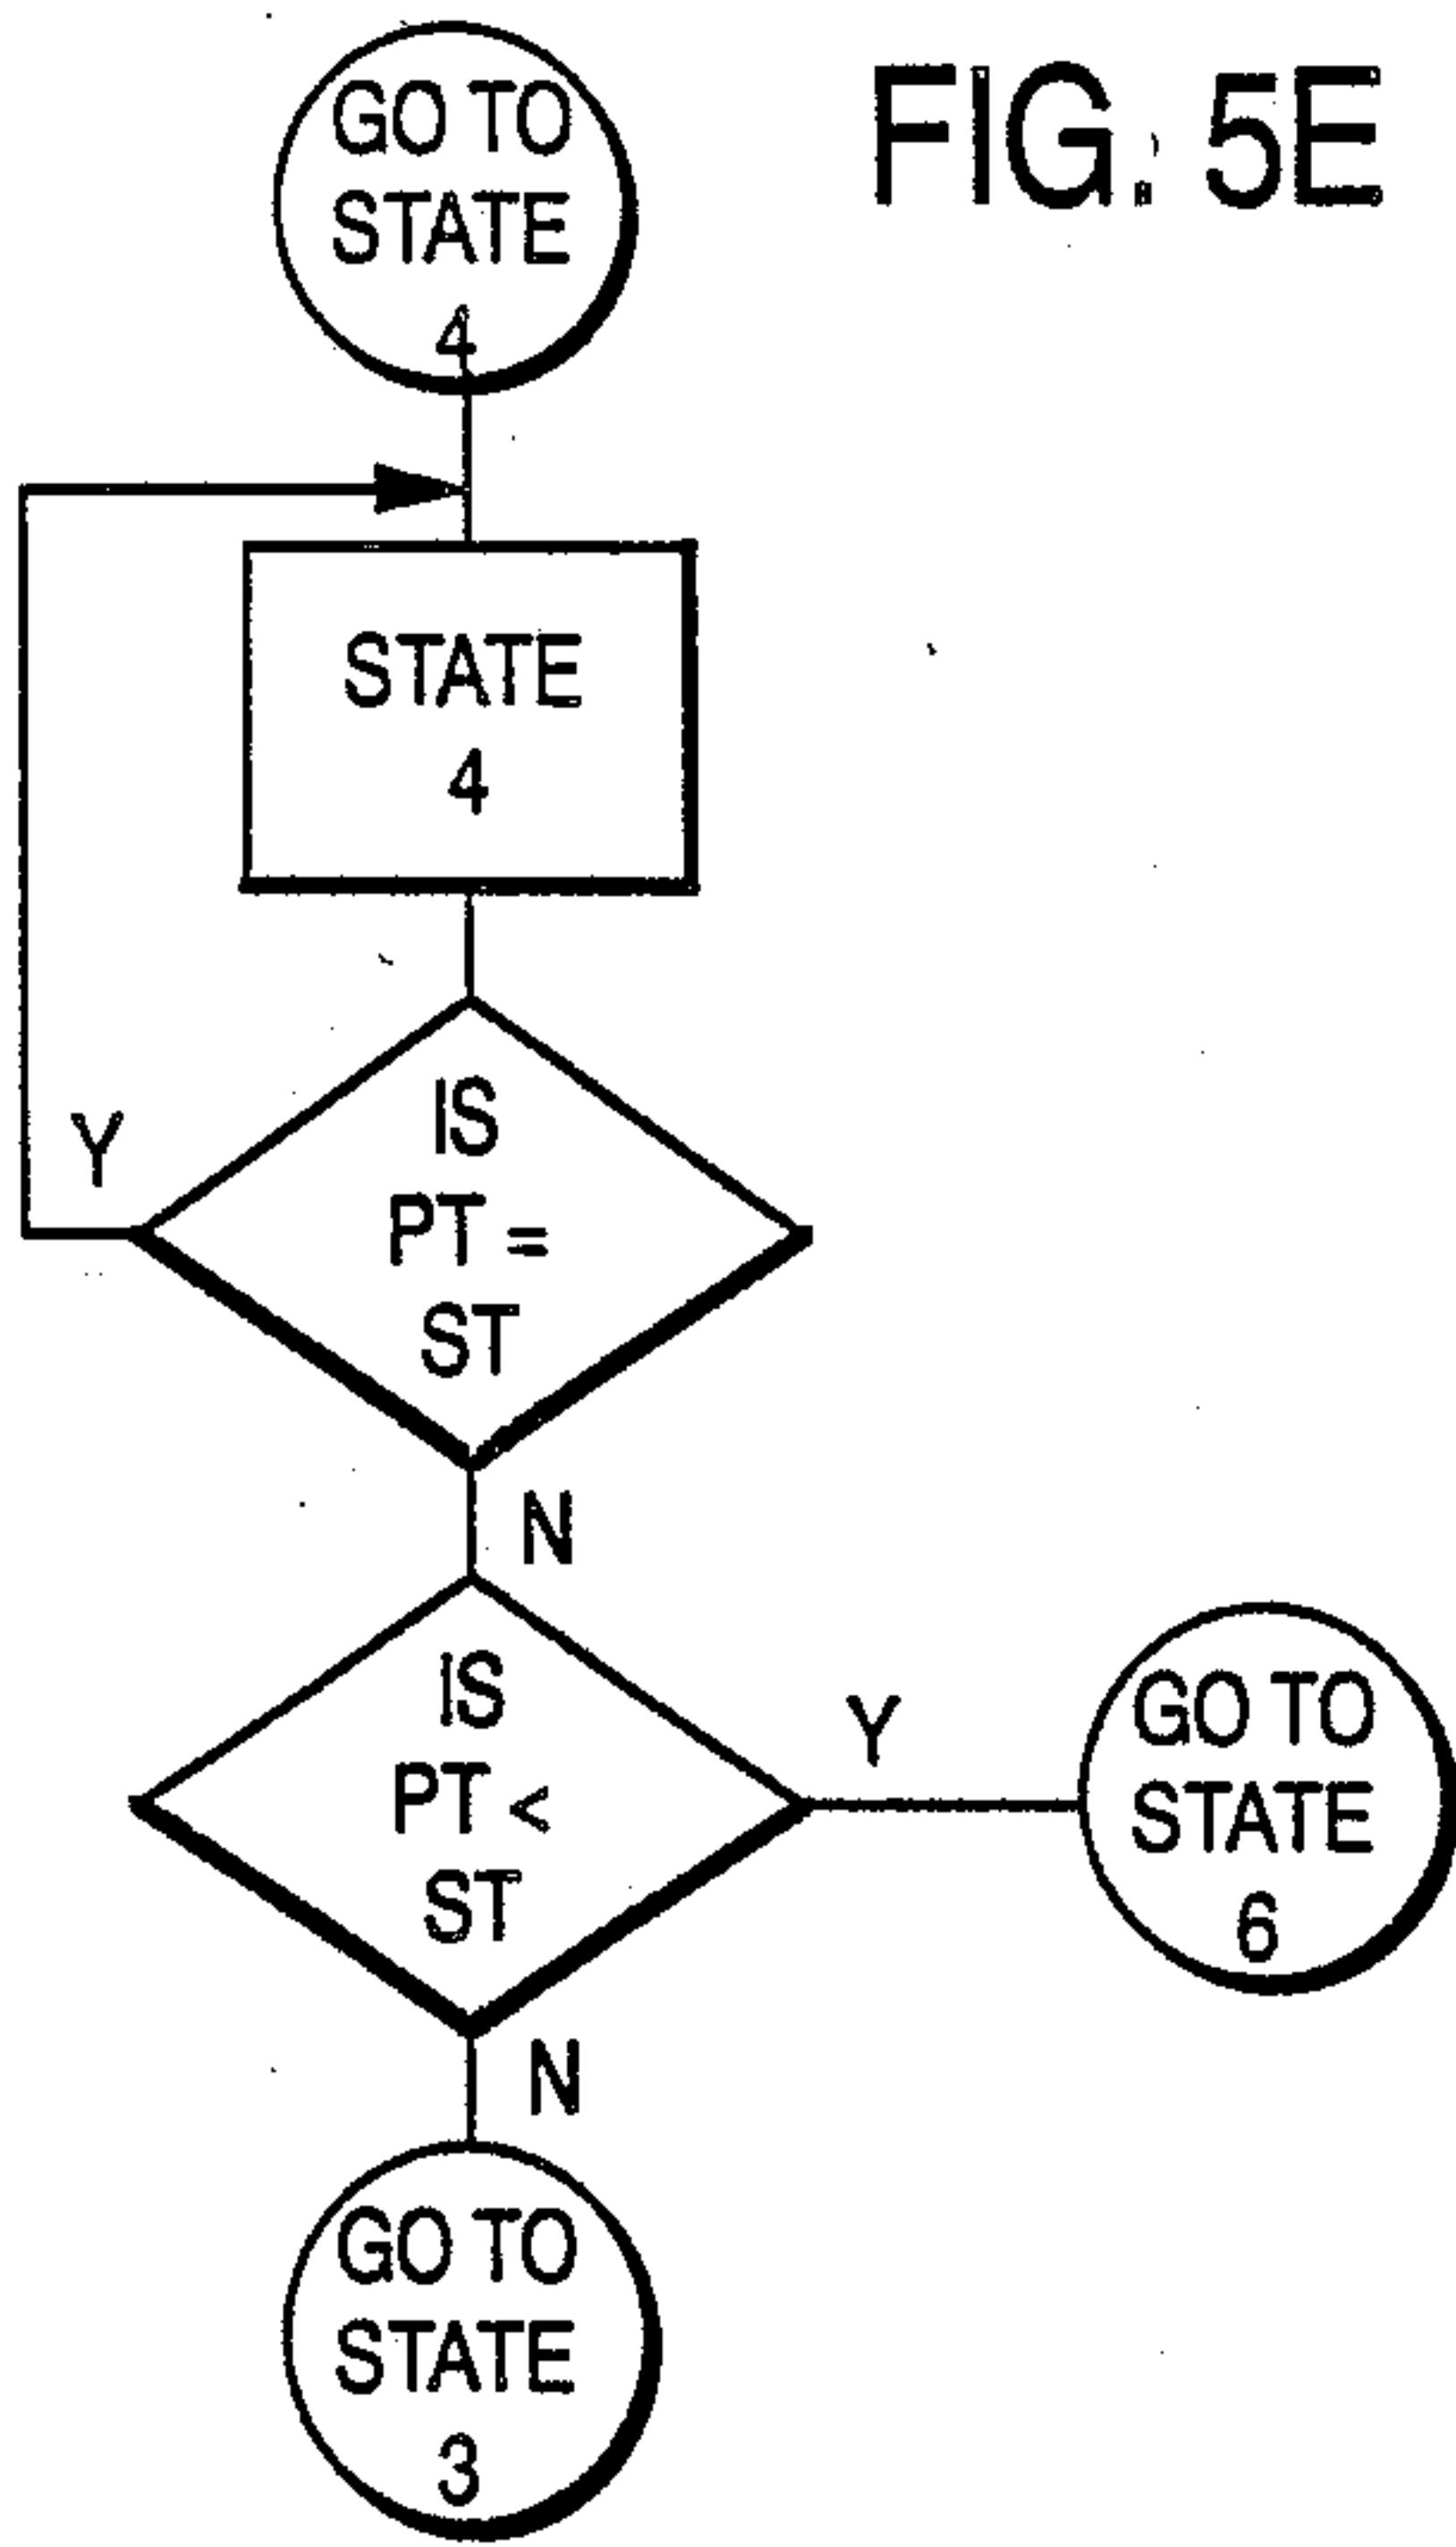 FIG. 5E
GO TO
STATE
4
STATE
4
IS
PT =
ST
Y
N
IS
PT <
ST
Y
GO TO
STATE
6
N
GO TO
STATE
3